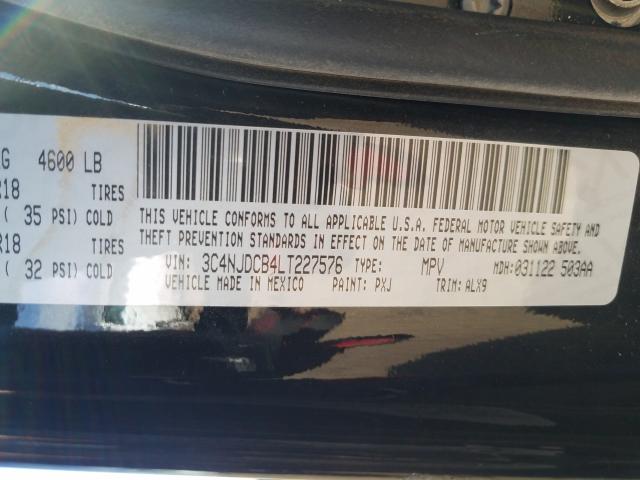 G 4600 LB
R18 TIRES
( 35 PSI) COLD
R18 TIRES
( 32 PSI) COLD
THIS VEHICLE CONFORMS TO ALL APPLICABLE U.S.A. FEDERAL MOTOR VEHICLE SAFETY AND
THEFT PREVENTION STANDARDS IN EFFECT ON THE DATE OF MANUFACTURE SHOWN ABOVE.
VIN: 3C4NJDCB4LT227576 TYPE: MPV MDH:031122 503AA
VEHICLE MADE IN MEXICO PAINT: PXJ TRIM: ALX9